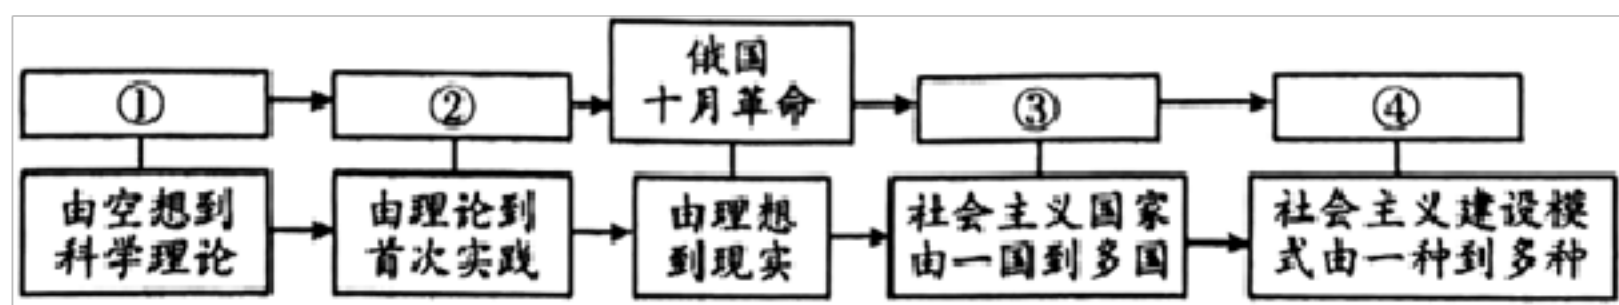 ①
②
俄国
十月革命
③
④
由空想到
科学理论
由理论到
首次实践
由理想
到现实
社会主义国家
由一国到多国
社会主义建设模
式由一种到多种